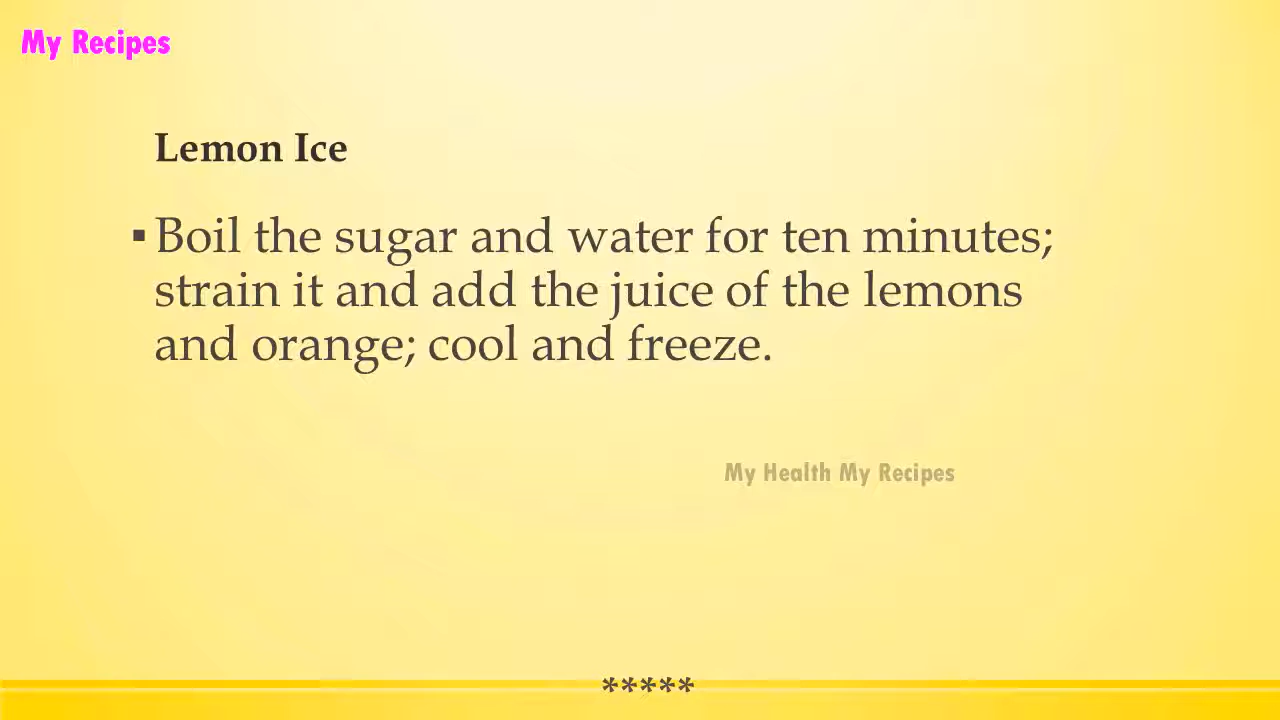 My Recipes
Lemon Ice
▪ Boil the sugar and water for ten minutes;
strain it and add the juice of the lemons
and orange; cool and freeze.
My Health My Recipes
*****